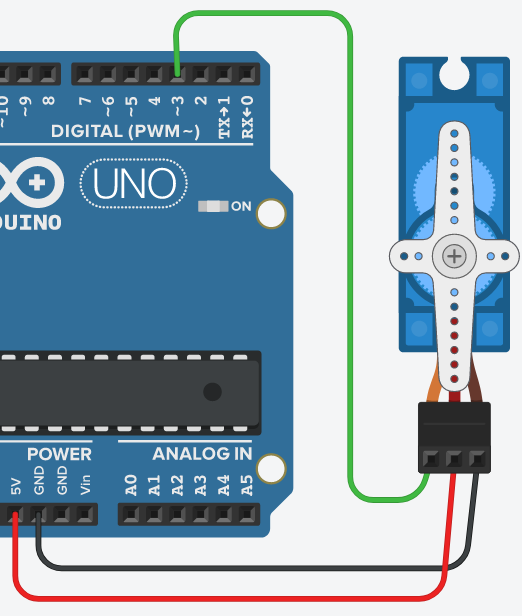 ~10 ~9 8 7 ~6 ~5 4 ~3 2 TX→1 RX←0
DIGITAL (PWM~)
UNO
ON
DUINO
POWER
ANALOG IN
5V GND GND Vin A0 A1 A2 A3 A4 A5